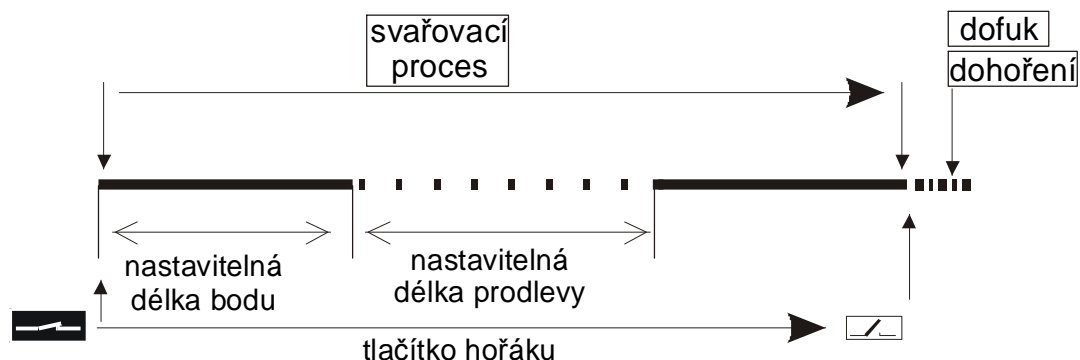 svařovací
proces
dofuk
dohoření
nastavitelná
délka bodu
nastavitelná
délka prodlevy
tlačítko hořáku